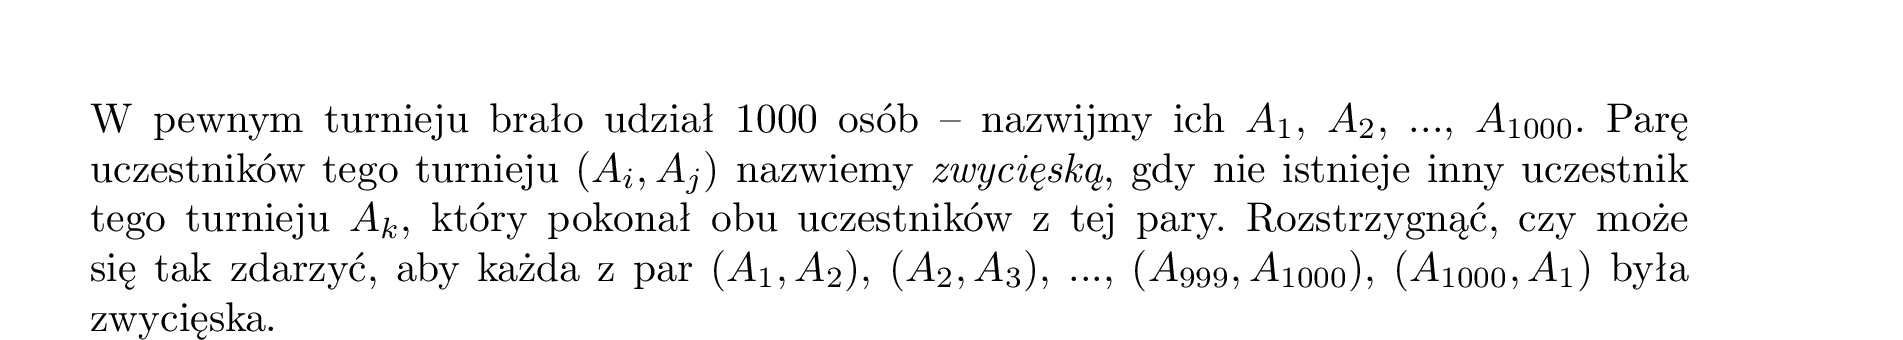 W pewnym turnieju brało udział 1000 osób – nazwijmy ich $A_1$, $A_2$, ..., $A_{1000}$. Parę
uczestników tego turnieju $(A_i, A_j)$ nazwiemy zwycięską, gdy nie istnieje inny uczestnik
tego turnieju $A_k$, który pokonał obu uczestników z tej pary. Rozstrzygnąć, czy może
się tak zdarzyć, aby każda z par $(A_1, A_2)$, $(A_2, A_3)$, ..., $(A_{999}, A_{1000})$, $(A_{1000}, A_1)$ była
zwycięska.